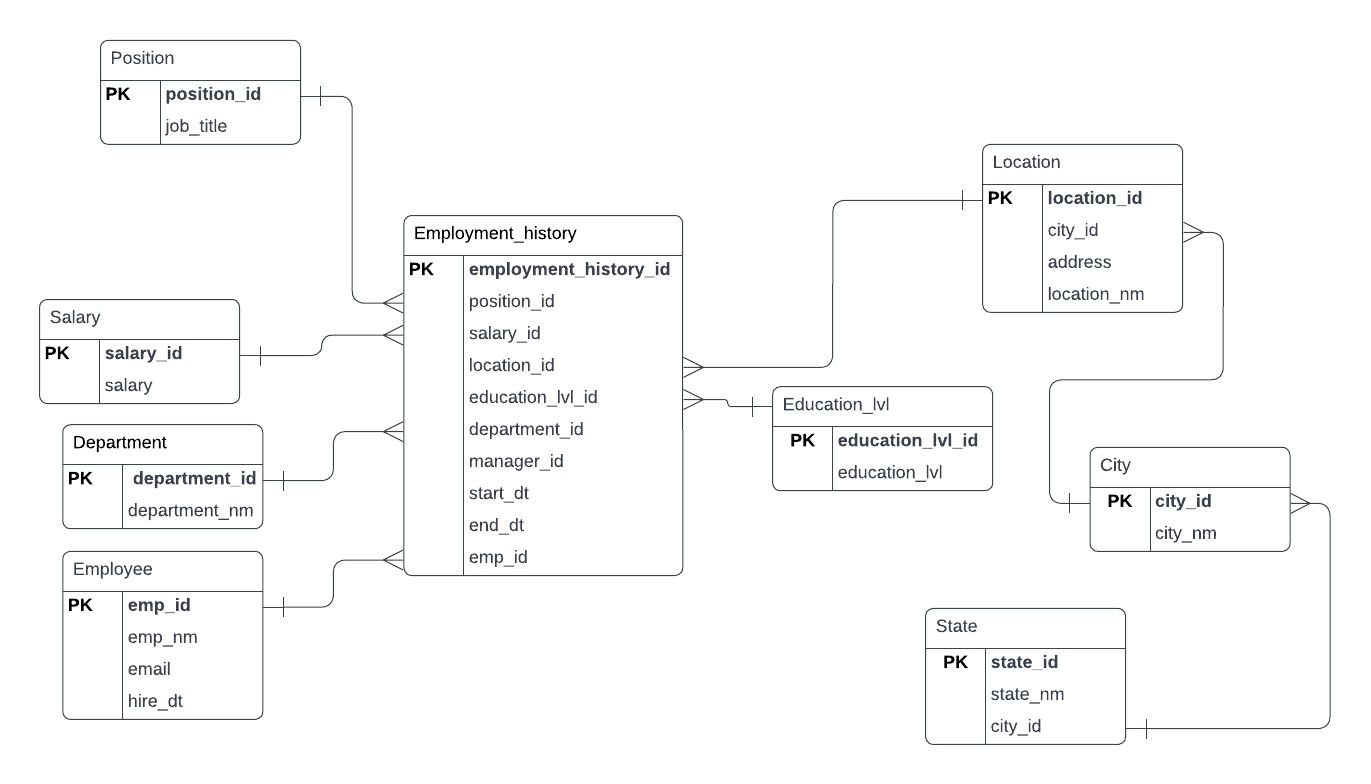 Position
PK position_id
job_title
Location
PK location_id
city_id
address
location_nm
Employment_history
PK employment_history_id
position_id
salary_id
location_id
education_lvl_id
department_id
manager_id
start_dt
end_dt
emp_id
Salary
PK salary_id
salary
Department
PK department_id
department_nm
Education_lvl
PK education_lvl_id
education_lvl
City
PK city_id
city_nm
Employee
PK emp_id
emp_nm
email
hire_dt
State
PK state_id
state_nm
city_id